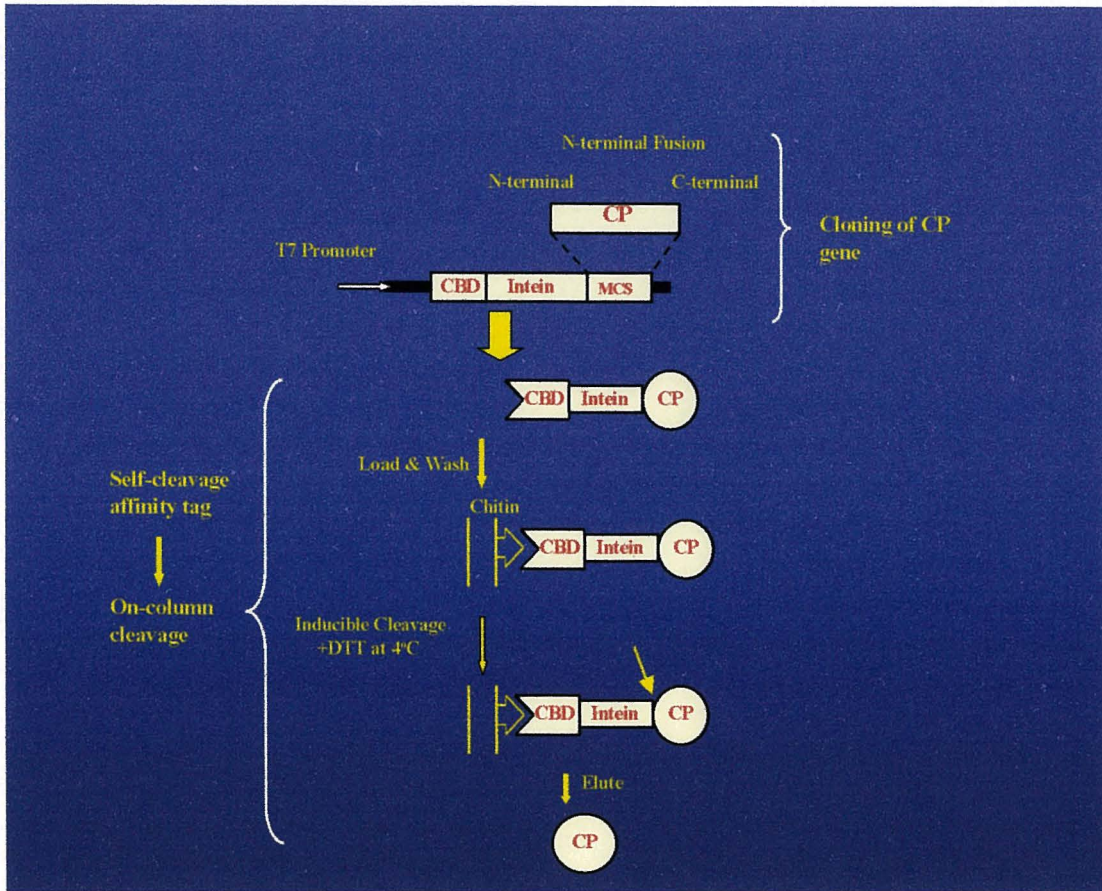 N-terminal Fusion
N-terminal C-terminal
CP
Cloning of CP
gene
T7 Promoter
CBD Intein MCS
CBD Intein CP
Load & Wash
Self-cleavage
affinity tag
Chitin
CBD Intein CP
On-column
cleavage
Inducible Cleavage
+DTT at 4°C
CBD Intein CP
Elute
CP